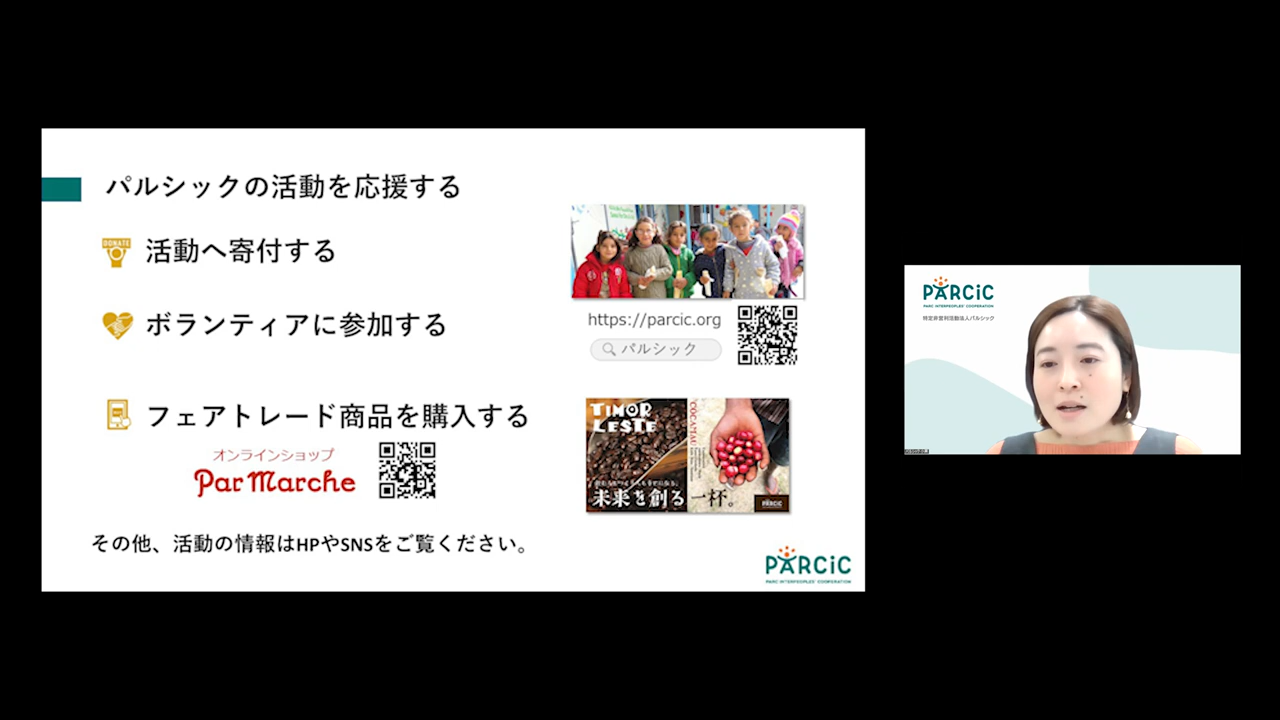 パルシックの活動を応援する
DONATE
活動へ寄付する
ボランティアに参加する
https://parcic.org
パルシック
フェアトレード商品を購入する
オンラインショップ
Par Marche
TIMOR
LESTE
COCAMAU
未来を創る一杯。
PARCIC
その他、活動の情報はHPやSNSをご覧ください。
PARCiC
PARC INTERPEOPLES' COOPERATION
PARCiC
PARC INTERPEOPLES' COOPERATION
特定非営利活動法人パルシック